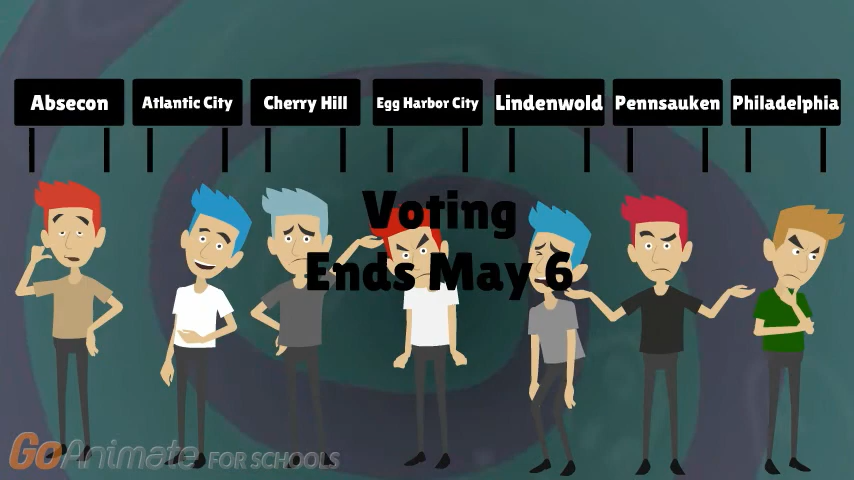 Absecon
Atlantic City
Cherry Hill
Egg Harbor City
Lindenwold
Pennsauken
Philadelphia
Voting
Ends May 6
GoAnimate FOR SCHOOLS